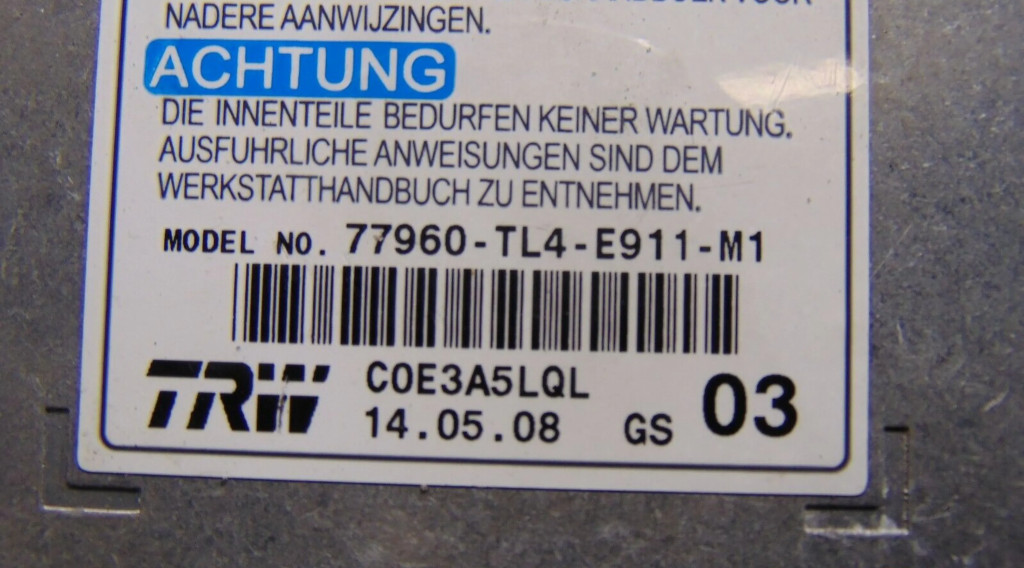 NADERE AANWIJZINGEN.
ACHTUNG
DIE INNENTEILE BEDURFEN KEINER WARTUNG.
AUSFUHRLICHE ANWEISUNGEN SIND DEM
WERKSTATTHANDBUCH ZU ENTNEHMEN.
MODEL NO. 77960-TL4-E911-M1
TRW
C0E3A5LQL
14.05.08 GS 03